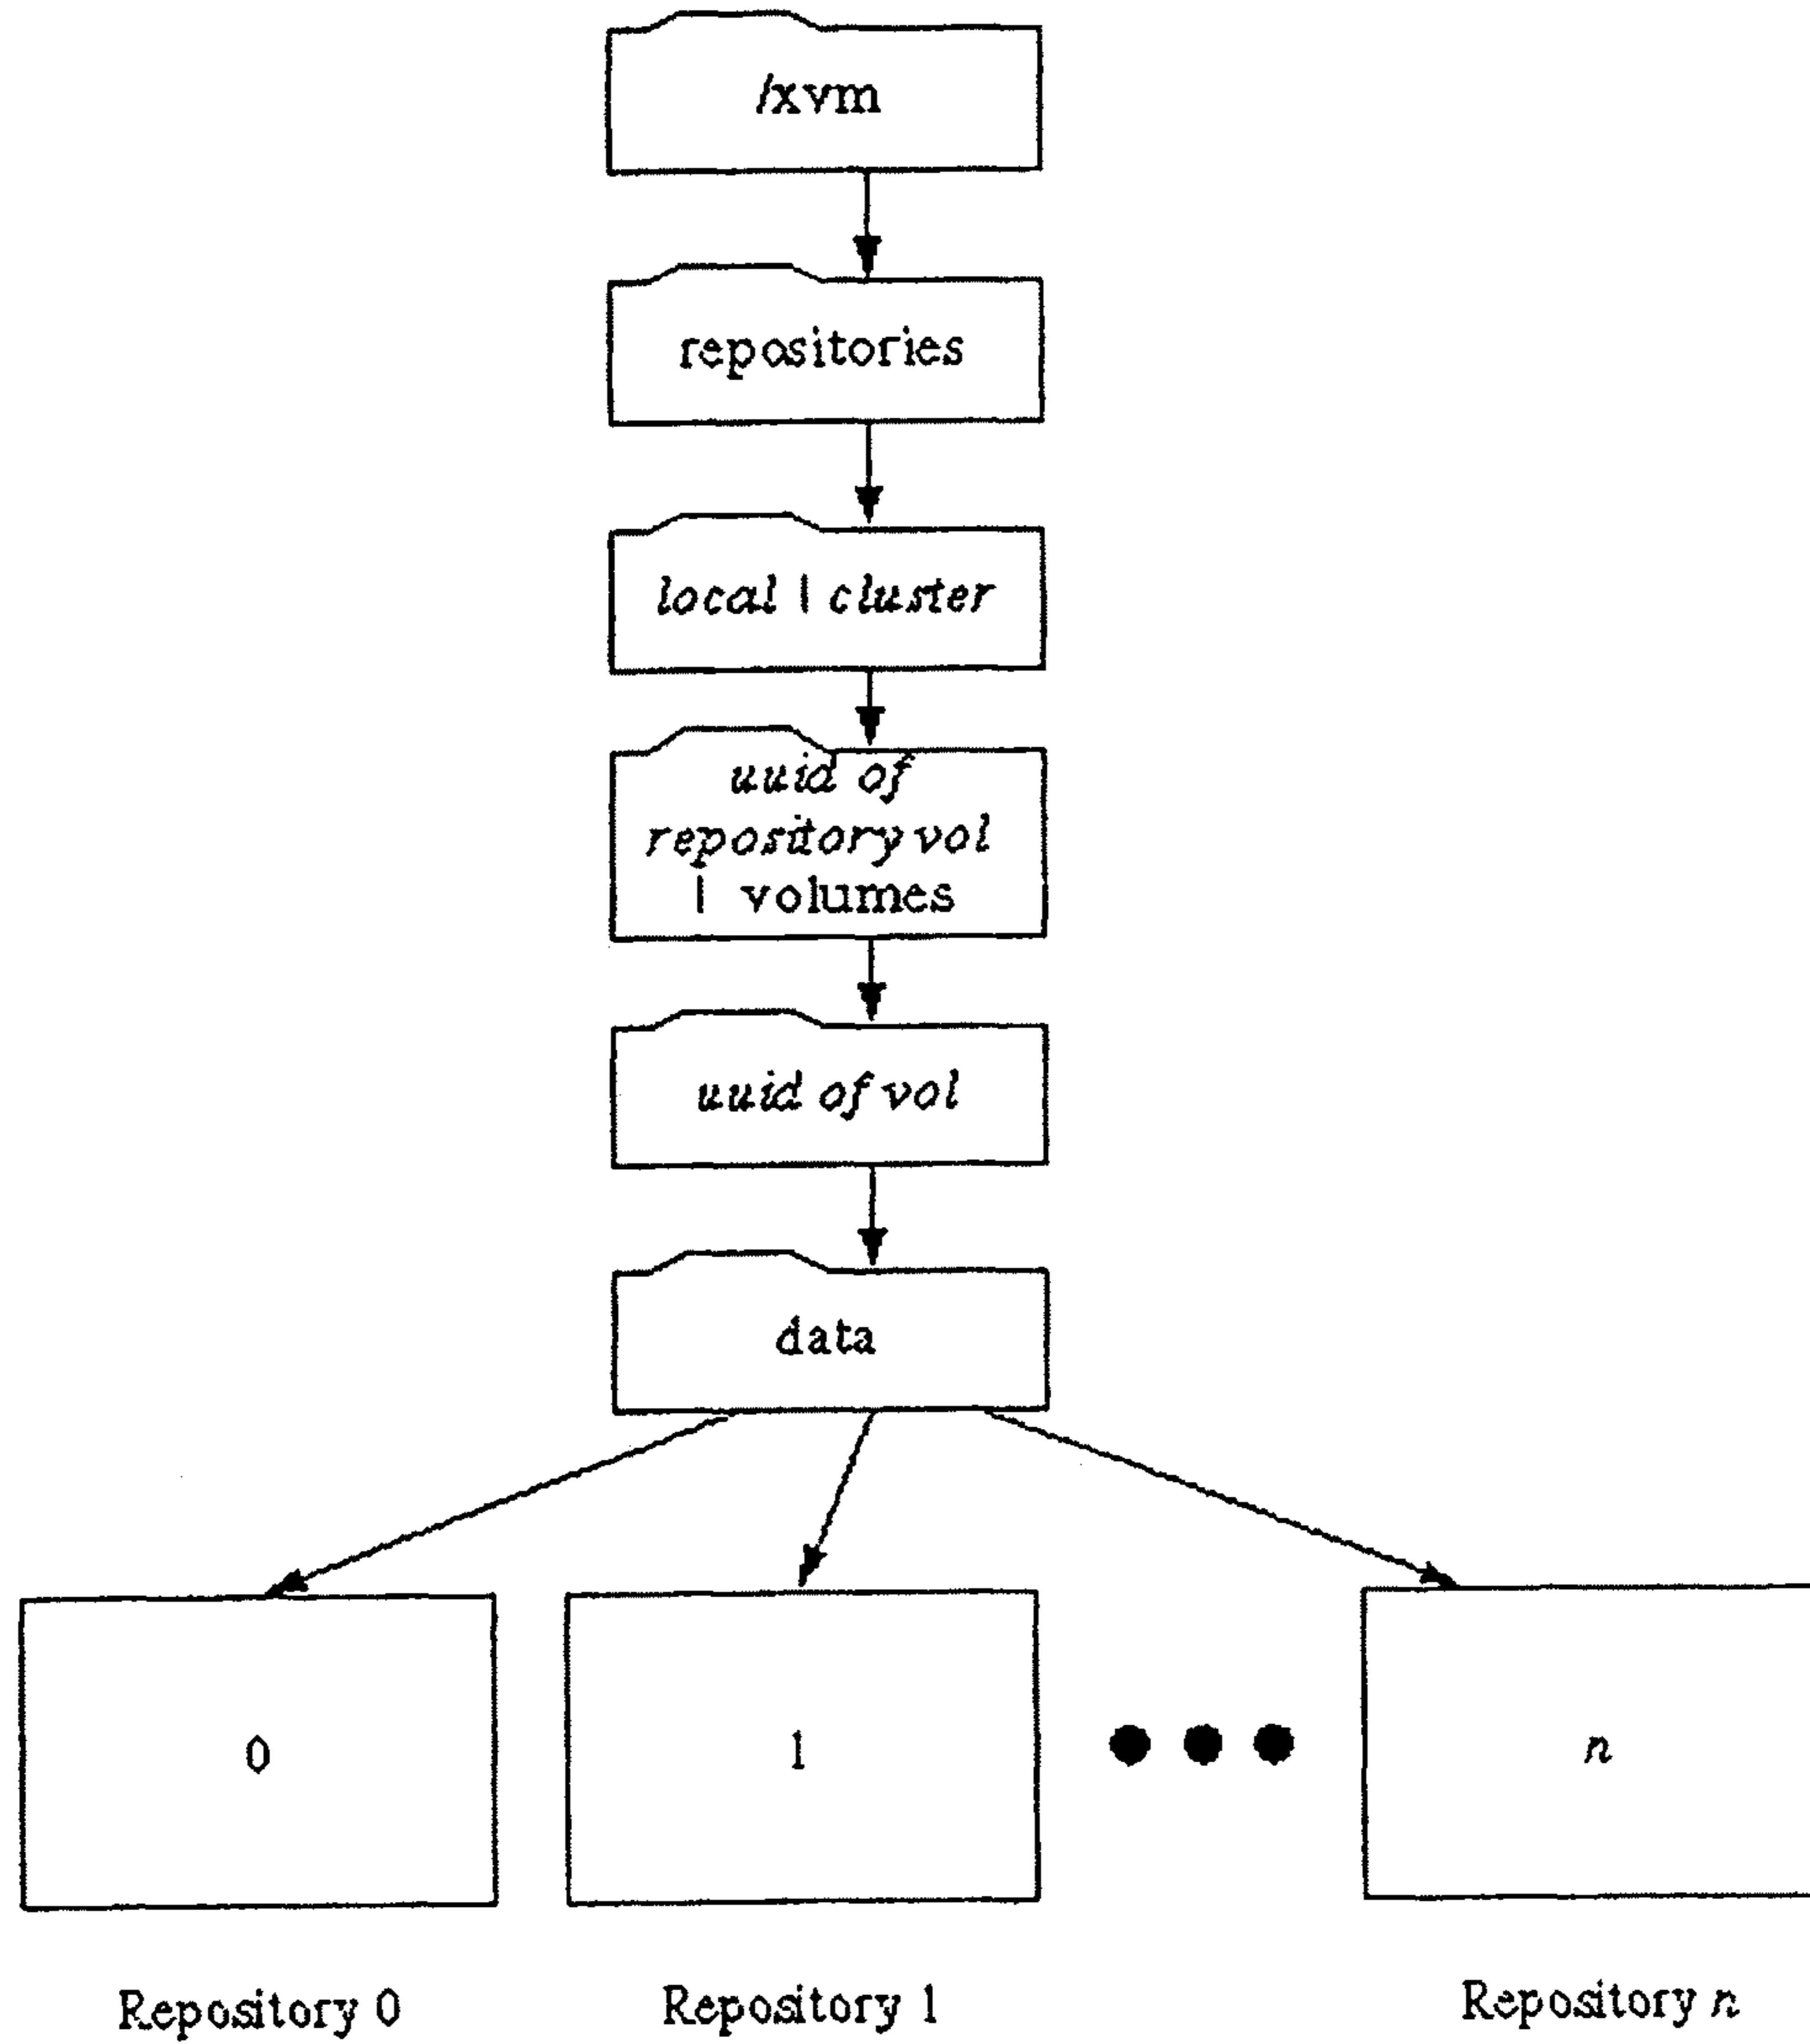 /xvm
repositories
local | cluster
uuid of
repository vol
| volumes
uuid of vol
data
0
1
n
Repository 0
Repository 1
Repository n